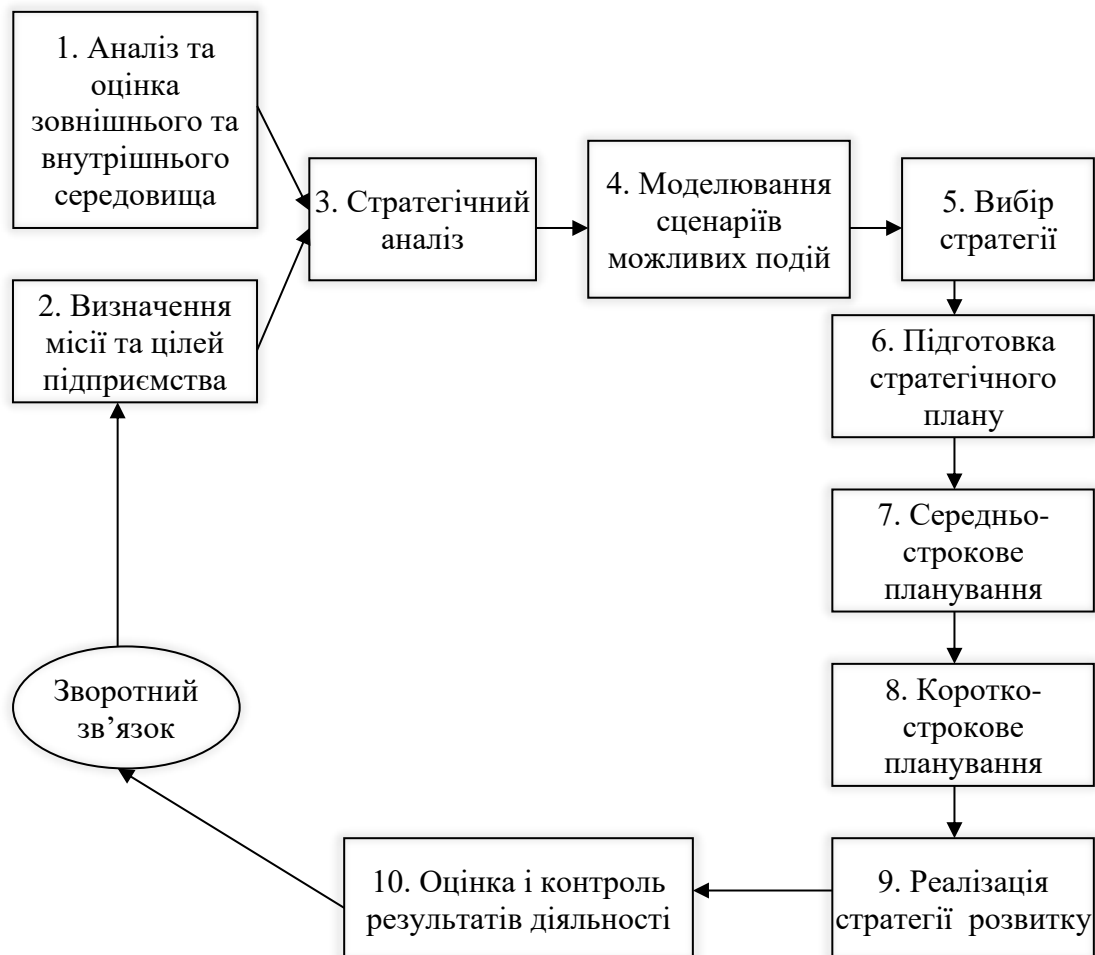 1. Аналіз та
оцінка
зовнішнього та
внутрішнього
середовища
2. Визначення
місії та цілей
підприємства
3. Стратегічний
аналіз
4. Моделювання
сценаріїв
можливих подій
5. Вибір
стратегії
6. Підготовка
стратегічного
плану
7. Середньо-
строкове
планування
8. Коротко-
строкове
планування
9. Реалізація
стратегії розвитку
10. Оцінка і контроль
результатів діяльності
Зворотний
зв’язок